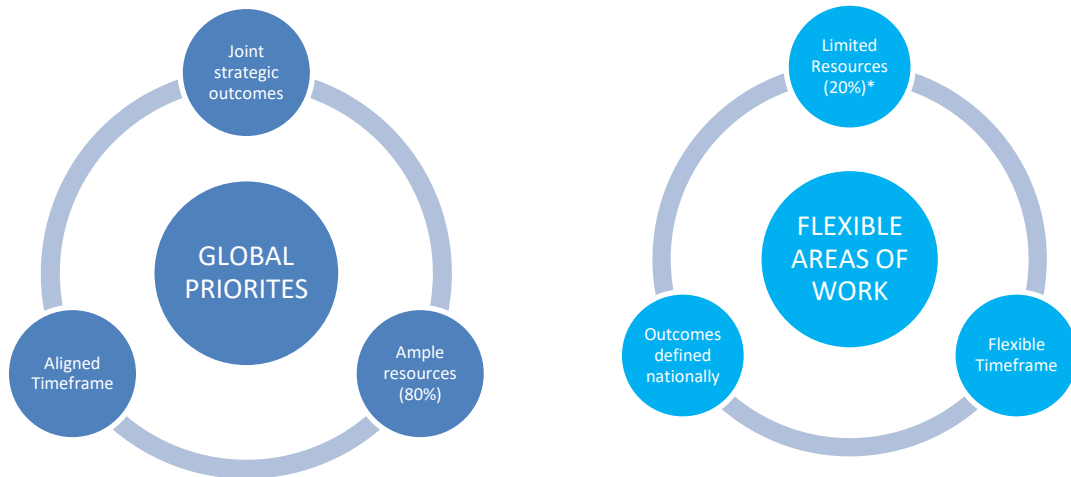 Joint
strategic
outcomes
GLOBAL
PRIORITES
Aligned
Timeframe
Ample
resources
(80%)
Limited
Resources
(20%)*
FLEXIBLE
AREAS OF
WORK
Outcomes
defined
nationally
Flexible
Timeframe